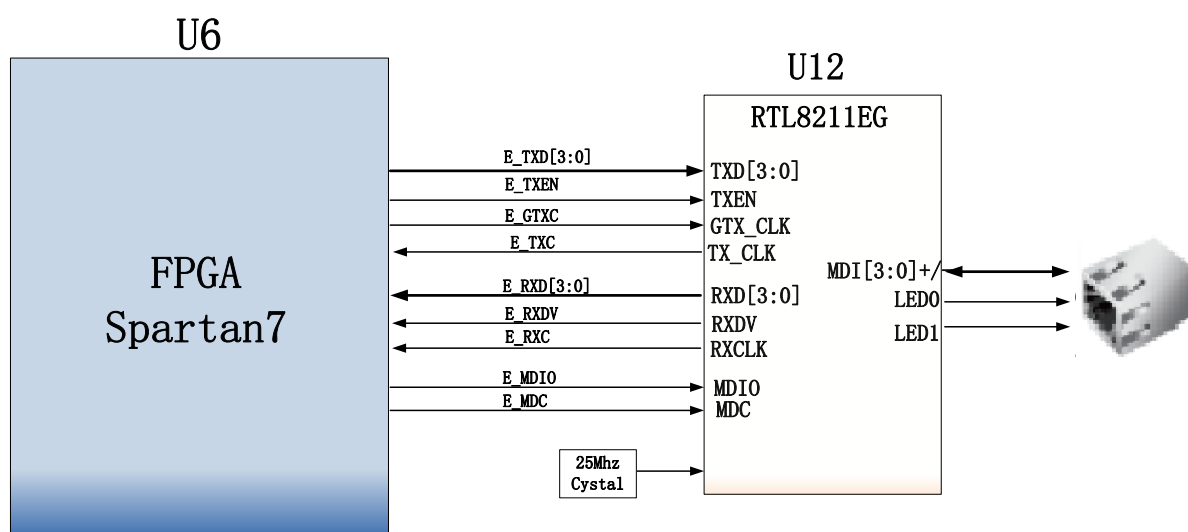 U6
U12
RTL8211EG
FPGA
Spartan7
E_TXD[3:0]
E_TXEN
E_GTXC
E_TXC
E_RXD[3:0]
E_RXDV
E_RXC
E_MDIO
E_MDC
TXD[3:0]
TXEN
GTX_CLK
TX_CLK
RXD[3:0]
RXDV
RXCLK
MDIO
MDC
MDI[3:0]+/
LED0
LED1
25Mhz
Cystal